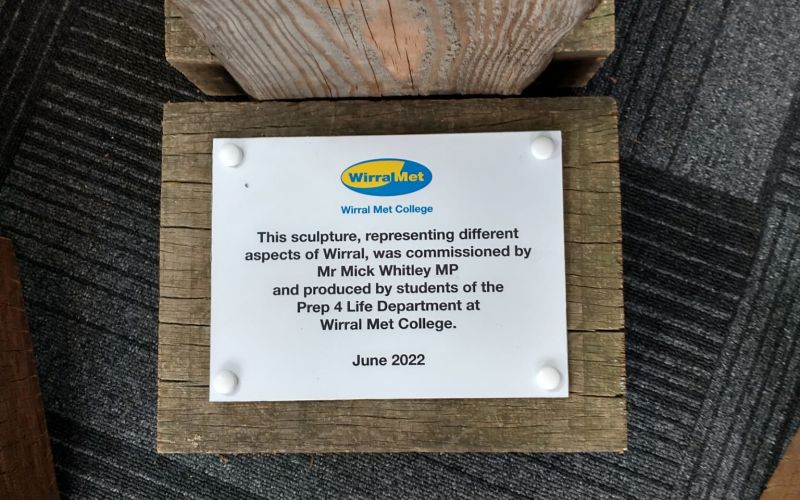 WirralMet
Wirral Met College
This sculpture, representing different
aspects of Wirral, was commissioned by
Mr Mick Whitley MP
and produced by students of the
Prep 4 Life Department at
Wirral Met College.
June 2022